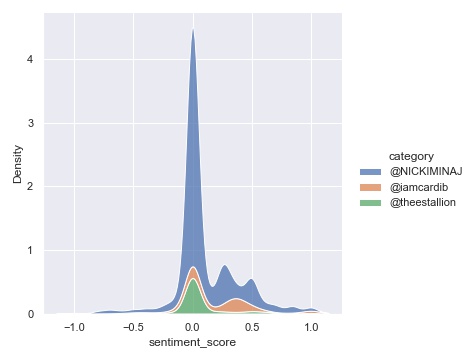 4
3
2
1
0
Density
−1.0
−0.5
0.0
0.5
1.0
sentiment_score
category
@NICKIMINAJ
@iamcardib
@theestallion